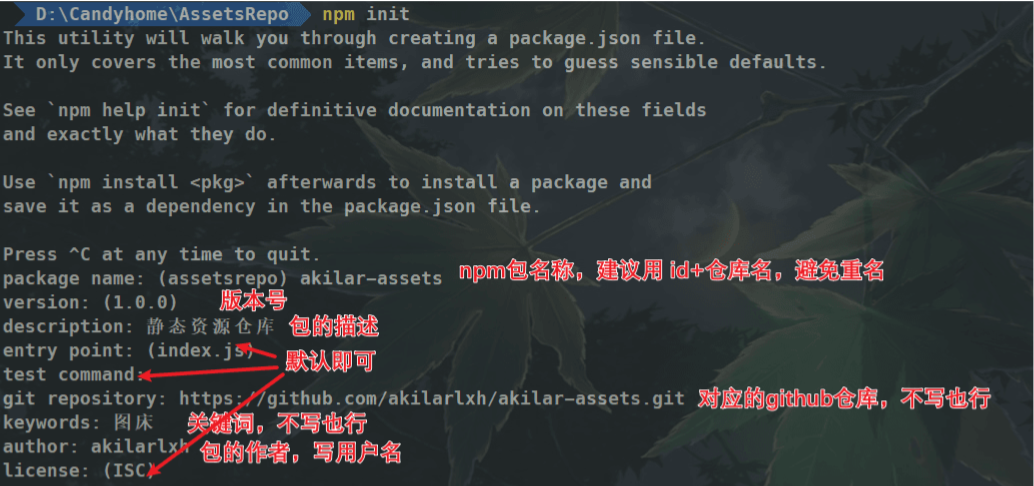 D:\Candyhome\AssetsRepo npm init
This utility will walk you through creating a package.json file.
It only covers the most common items, and tries to guess sensible defaults.
See `npm help init` for definitive documentation on these fields
and exactly what they do.
Use `npm install <pkg>` afterwards to install a package and
save it as a dependency in the package.json file.
Press ^C at any time to quit.
package name: (assetsrepo) akilar-assets npm包名称，建议用 id+仓库名，避免重名
version: (1.0.0) 版本号
description: 静态资源仓库 包的描述
entry point: (index.js)
默认即可
test command:
git repository: https://github.com/akilarlxh/akilar-assets.git 对应的github仓库，不写也行
keywords: 图床 关键词，不写也行
author: akilarlxh 包的作者，写用户名
license: (ISC)